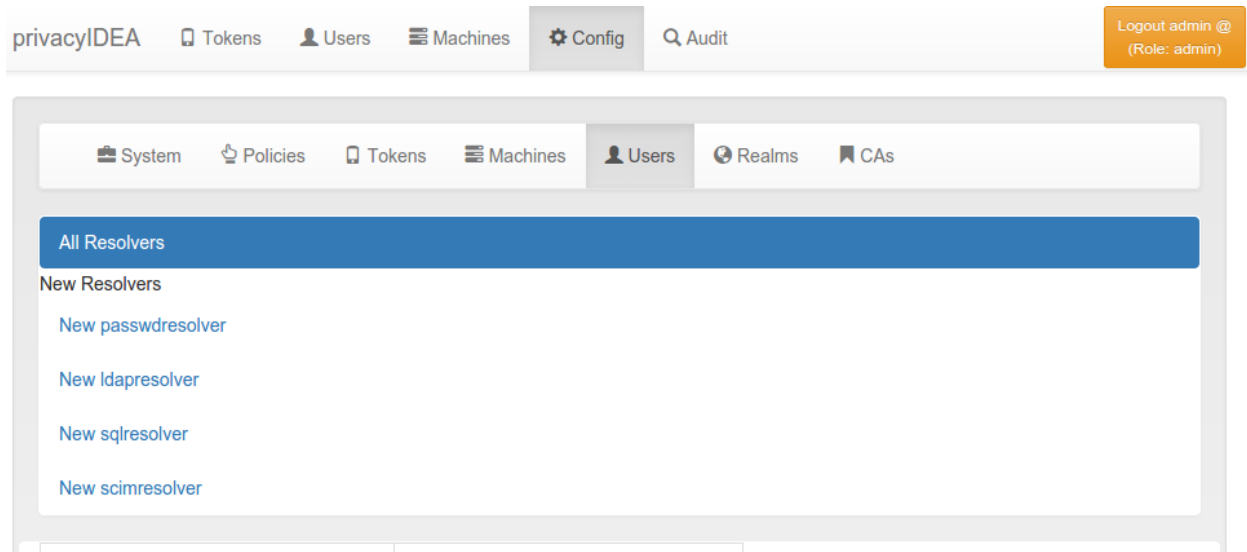 privacyIDEA Tokens Users Machines Config Audit Logout admin @
(Role: admin)
System Policies Tokens Machines Users Realms CAs
All Resolvers
New Resolvers
New passwdresolver
New ldapresolver
New sqlresolver
New scimresolver